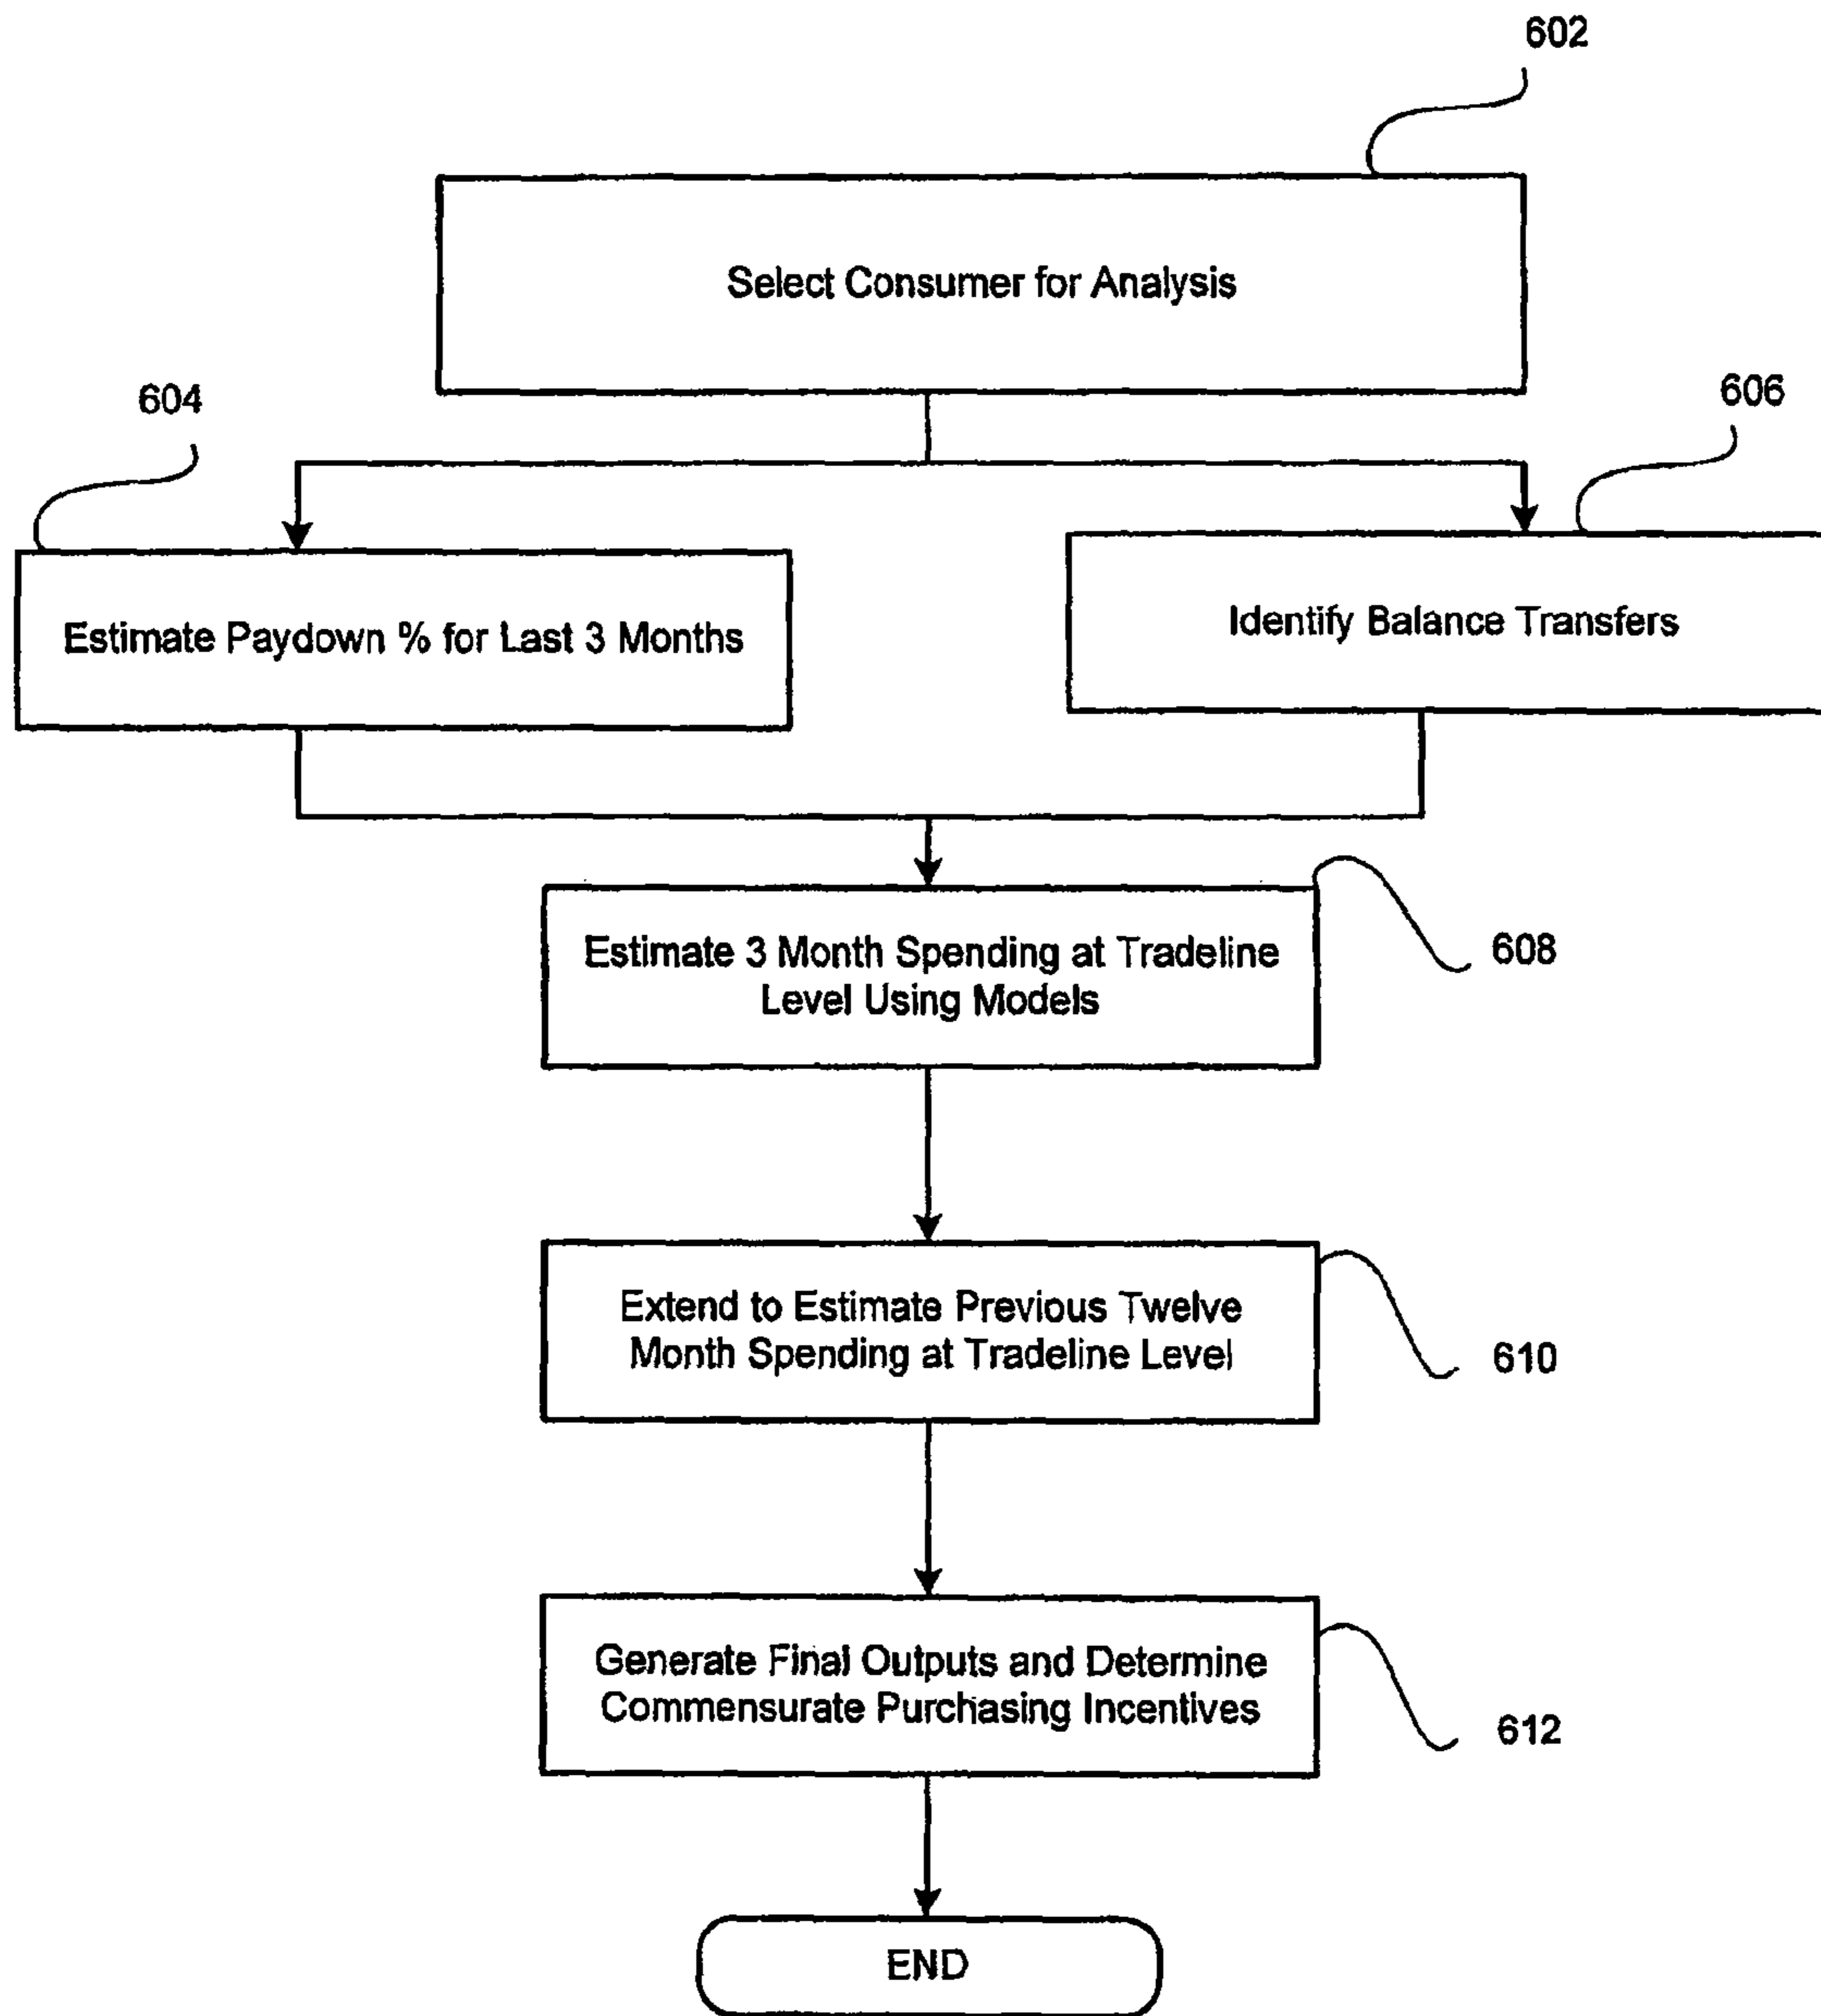 602
Select Consumer for Analysis
604
606
Estimate Paydown % for Last 3 Months
Identify Balance Transfers
Estimate 3 Month Spending at Tradeline
Level Using Models
608
Extend to Estimate Previous Twelve
Month Spending at Tradeline Level
610
Generate Final Outputs and Determine
Commensurate Purchasing Incentives
612
END